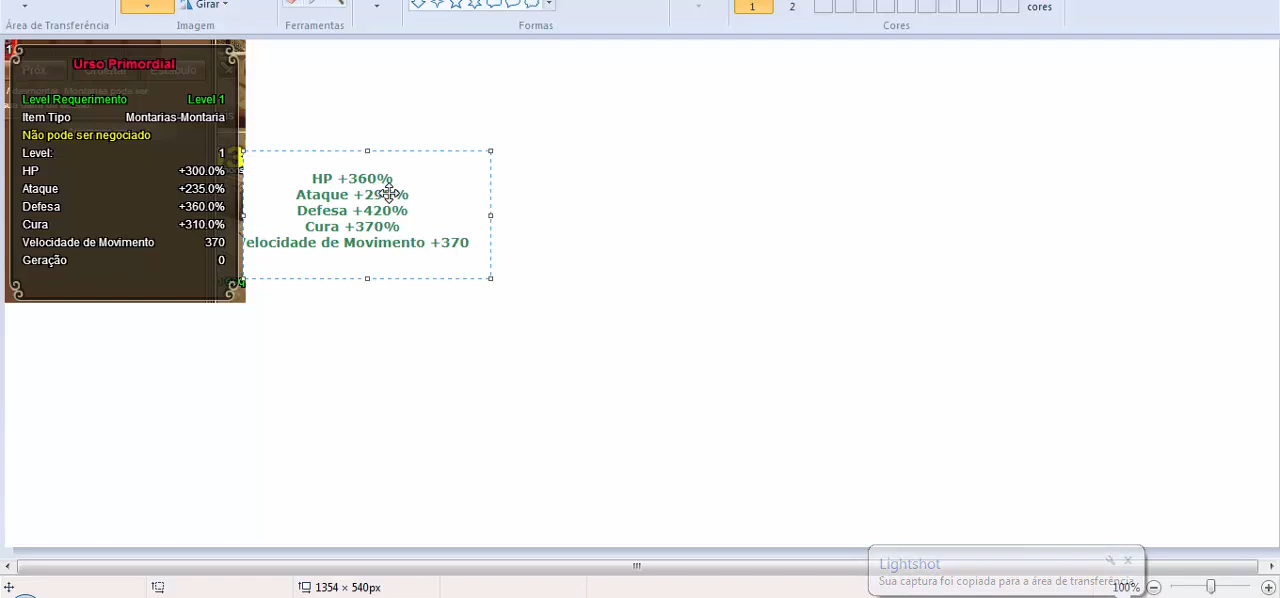 Girar
Área de Transferência
Imagem
Ferramentas
Formas
1
2
cores
Cores
Urso Primordial
Level Requerimento Level 1
Item Tipo Montarias-Montaria
Não pode ser negociado
Level: 1
HP +300.0%
Ataque +235.0%
Defesa +360.0%
Cura +310.0%
Velocidade de Movimento 370
Geração 0
HP +360%
Ataque
Defesa +420%
Cura +370%
elocidade de Movimento +370
Lightshot
Sua captura foi copiada para a área de transferência
1354 × 540px
100%